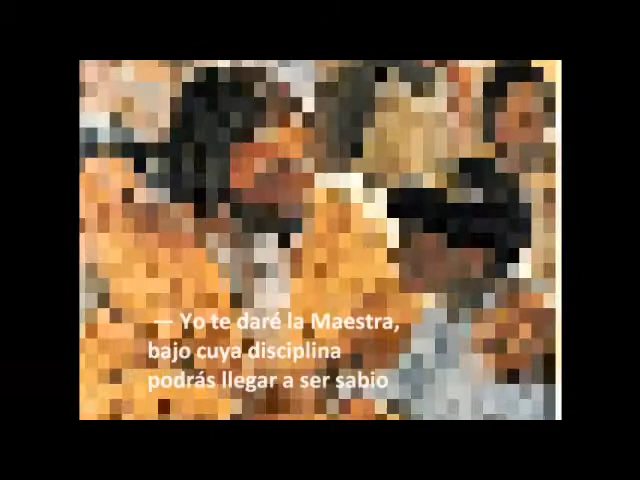 — Yo te daré la Maestra,
bajo cuya disciplina
podrás llegar a ser sabio